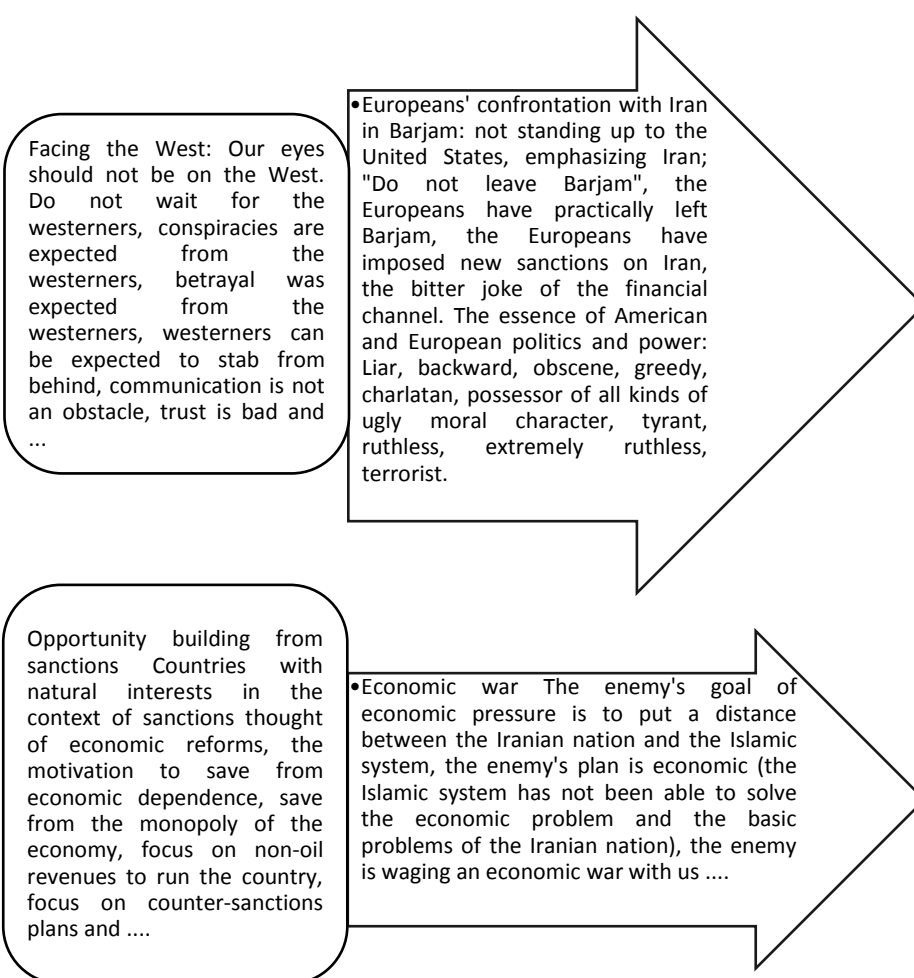 Facing the West: Our eyes
should not be on the West.
Do not wait for the
westerners, conspiracies are
expected from the
westerners, betrayal was
expected from the
westerners, westerners can
be expected to stab from
behind, communication is not
an obstacle, trust is bad and
...
•Europeans' confrontation with Iran
in Barjam: not standing up to the
United States, emphasizing Iran;
"Do not leave Barjam", the
Europeans have practically left
Barjam, the Europeans have
imposed new sanctions on Iran,
the bitter joke of the financial
channel. The essence of American
and European politics and power:
Liar, backward, obscene, greedy,
charlatan, possessor of all kinds of
ugly moral character, tyrant,
ruthless, extremely ruthless,
terrorist.
Opportunity building from
sanctions Countries with
natural interests in the
context of sanctions thought
of economic reforms, the
motivation to save from
economic dependence, save
from the monopoly of the
economy, focus on non-oil
revenues to run the country,
focus on counter-sanctions
plans and ....
•Economic war The enemy's goal of
economic pressure is to put a distance
between the Iranian nation and the Islamic
system, the enemy's plan is economic (the
Islamic system has not been able to solve
the economic problem and the basic
problems of the Iranian nation), the enemy
is waging an economic war with us ....